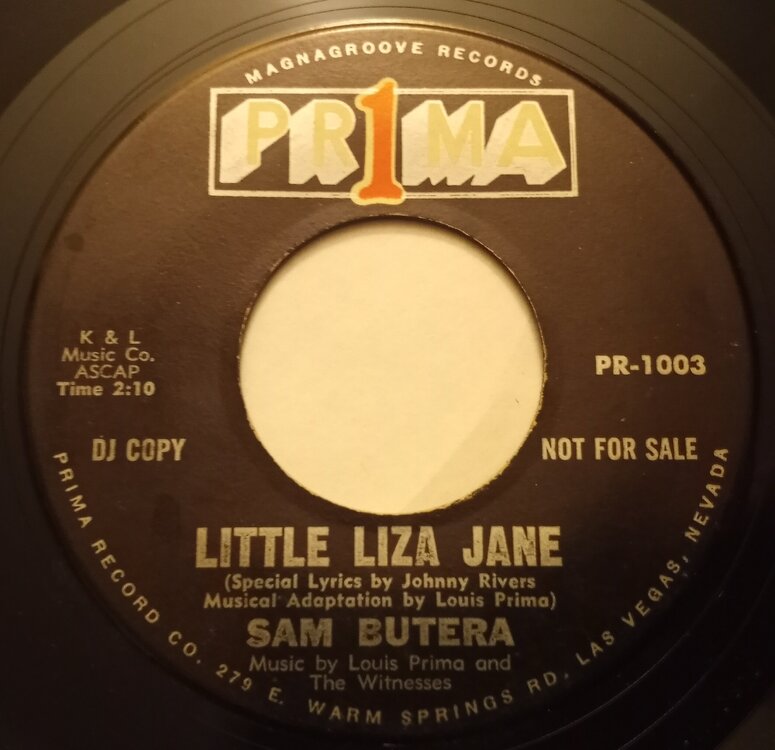 MAGNAGROOVE RECORDS
PR1MA
K & L
Music Co.
ASCAP
Time 2:10
PR-1003
DJ COPY
NOT FOR SALE
LITTLE LIZA JANE
(Special Lyrics by Johnny Rivers
Musical Adaptation by Louis Prima)
SAM BUTERA
Music by Louis Prima and
The Witnesses
PRIMA RECORD CO. 279 E. WARM SPRINGS RD, LAS VEGAS, NEVADA